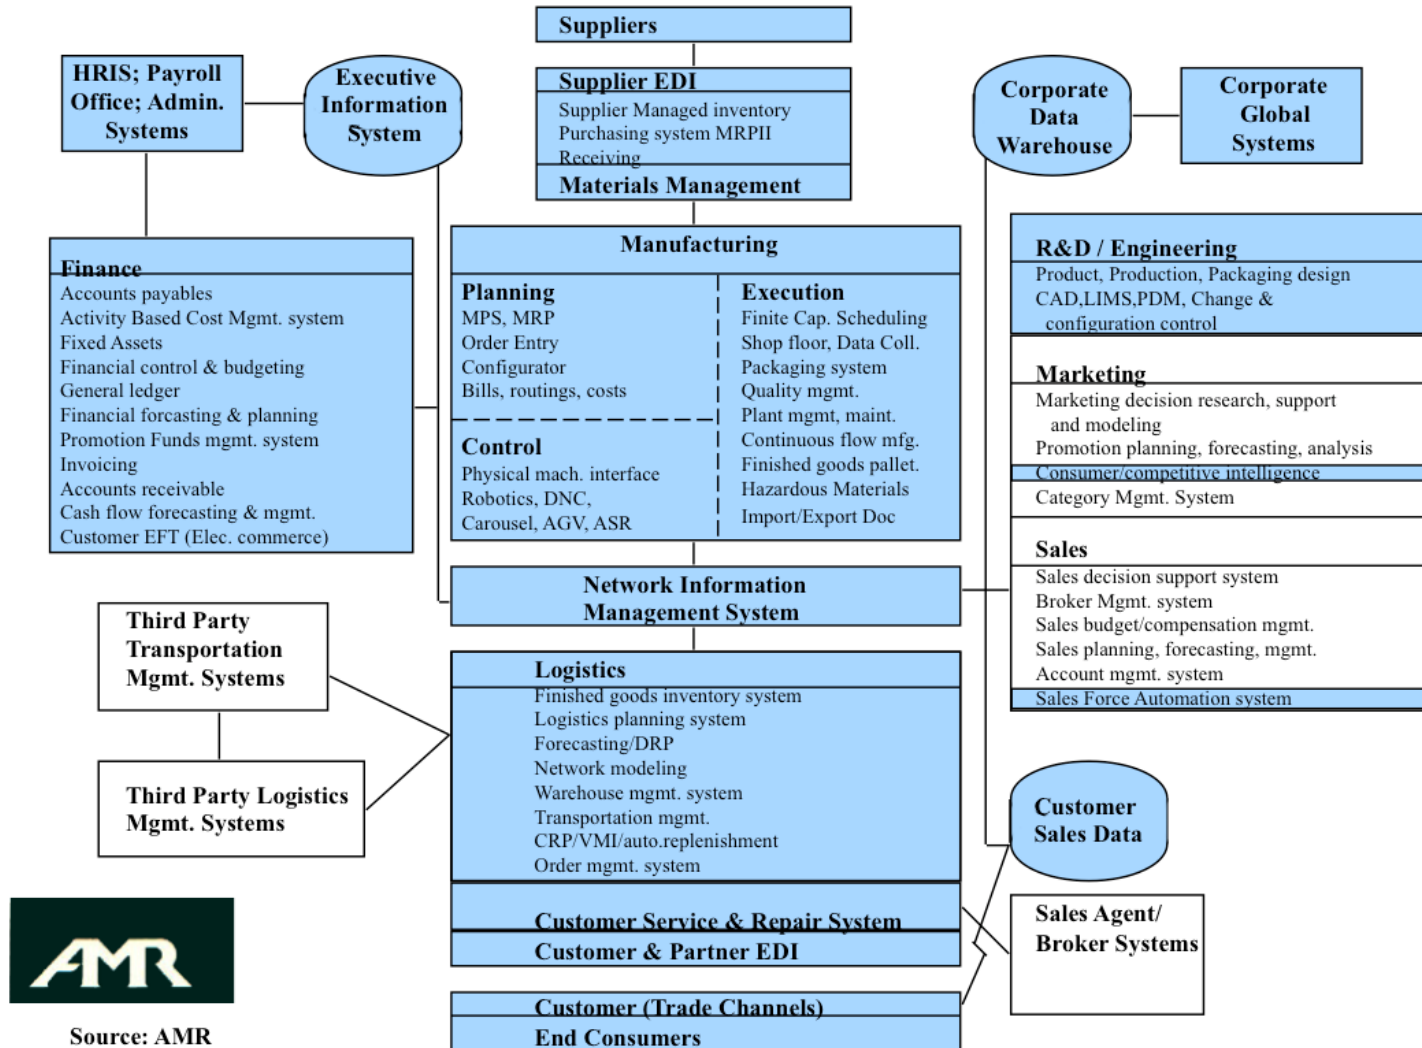 Suppliers
HRIS; Payroll
Office; Admin.
Systems
Executive
Information
System
Supplier EDI
Supplier Managed inventory
Purchasing system MRPII
Receiving
Materials Management
Corporate
Data
Warehouse
Corporate
Global
Systems
Finance
Accounts payables
Activity Based Cost Mgmt. system
Fixed Assets
Financial control & budgeting
General ledger
Financial forcasting & planning
Promotion Funds mgmt. system
Invoicing
Accounts receivable
Cash flow forecasting & mgmt.
Customer EFT (Elec. commerce)
Manufacturing
Planning
MPS, MRP
Order Entry
Configurator
Bills, routings, costs
Control
Physical mach. interface
Robotics, DNC,
Carousel, AGV, ASR
Execution
Finite Cap. Scheduling
Shop floor, Data Coll.
Packaging system
Quality mgmt.
Plant mgmt, maint.
Continuous flow mfg.
Finished goods pallet.
Hazardous Materials
Import/Export Doc
R&D / Engineering
Product, Production, Packaging design
CAD,LIMS,PDM, Change &
configuration control
Marketing
Marketing decision research, support
and modeling
Promotion planning, forecasting, analysis
Consumer/competitive intelligence
Category Mgmt. System
Sales
Sales decision support system
Broker Mgmt. system
Sales budget/compensation mgmt.
Sales planning, forecasting, mgmt.
Account mgmt. system
Sales Force Automation system
Network Information
Management System
Third Party
Transportation
Mgmt. Systems
Third Party Logistics
Mgmt. Systems
Logistics
Finished goods inventory system
Logistics planning system
Forecasting/DRP
Network modeling
Warehouse mgmt. system
Transportation mgmt.
CRP/VMI/auto.replenishment
Order mgmt. system
Customer Service & Repair System
Customer & Partner EDI
Customer (Trade Channels)
End Consumers
Customer
Sales Data
Sales Agent/
Broker Systems
AMR
Source: AMR